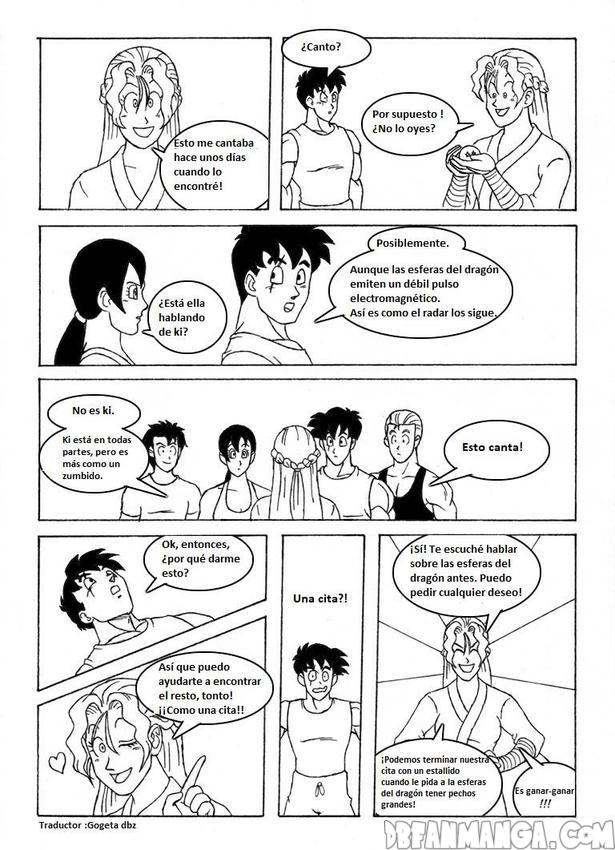 Esto me cantaba
hace unos días
cuando lo
encontré!
¿Canto?
Por supuesto !
¿No lo oyes?
¿Está ella
hablando
de ki?
Posiblemente.
Aunque las esferas del dragón
emiten un débil pulso
electromagnético.
Así es como el radar los sigue.
No es ki.
Ki está en todas
partes, pero es
más como un
zumbido.
Esto canta!
Ok, entonces,
¿por qué darme
esto?
Así que puedo
ayudarte a encontrar
el resto, tonto!
¡¡Como una cita!!
Una cita?!
¡Sí! Te escuché hablar
sobre las esferas del
dragón antes. Puedo
pedir cualquier deseo!
¡Podemos terminar nuestra
cita con un estallido
cuando le pida a la esferas
del dragón tener pechos
grandes!
Es ganar-ganar
!!!
Traductor :Gogeta dbz
DBFANMANGA.COM